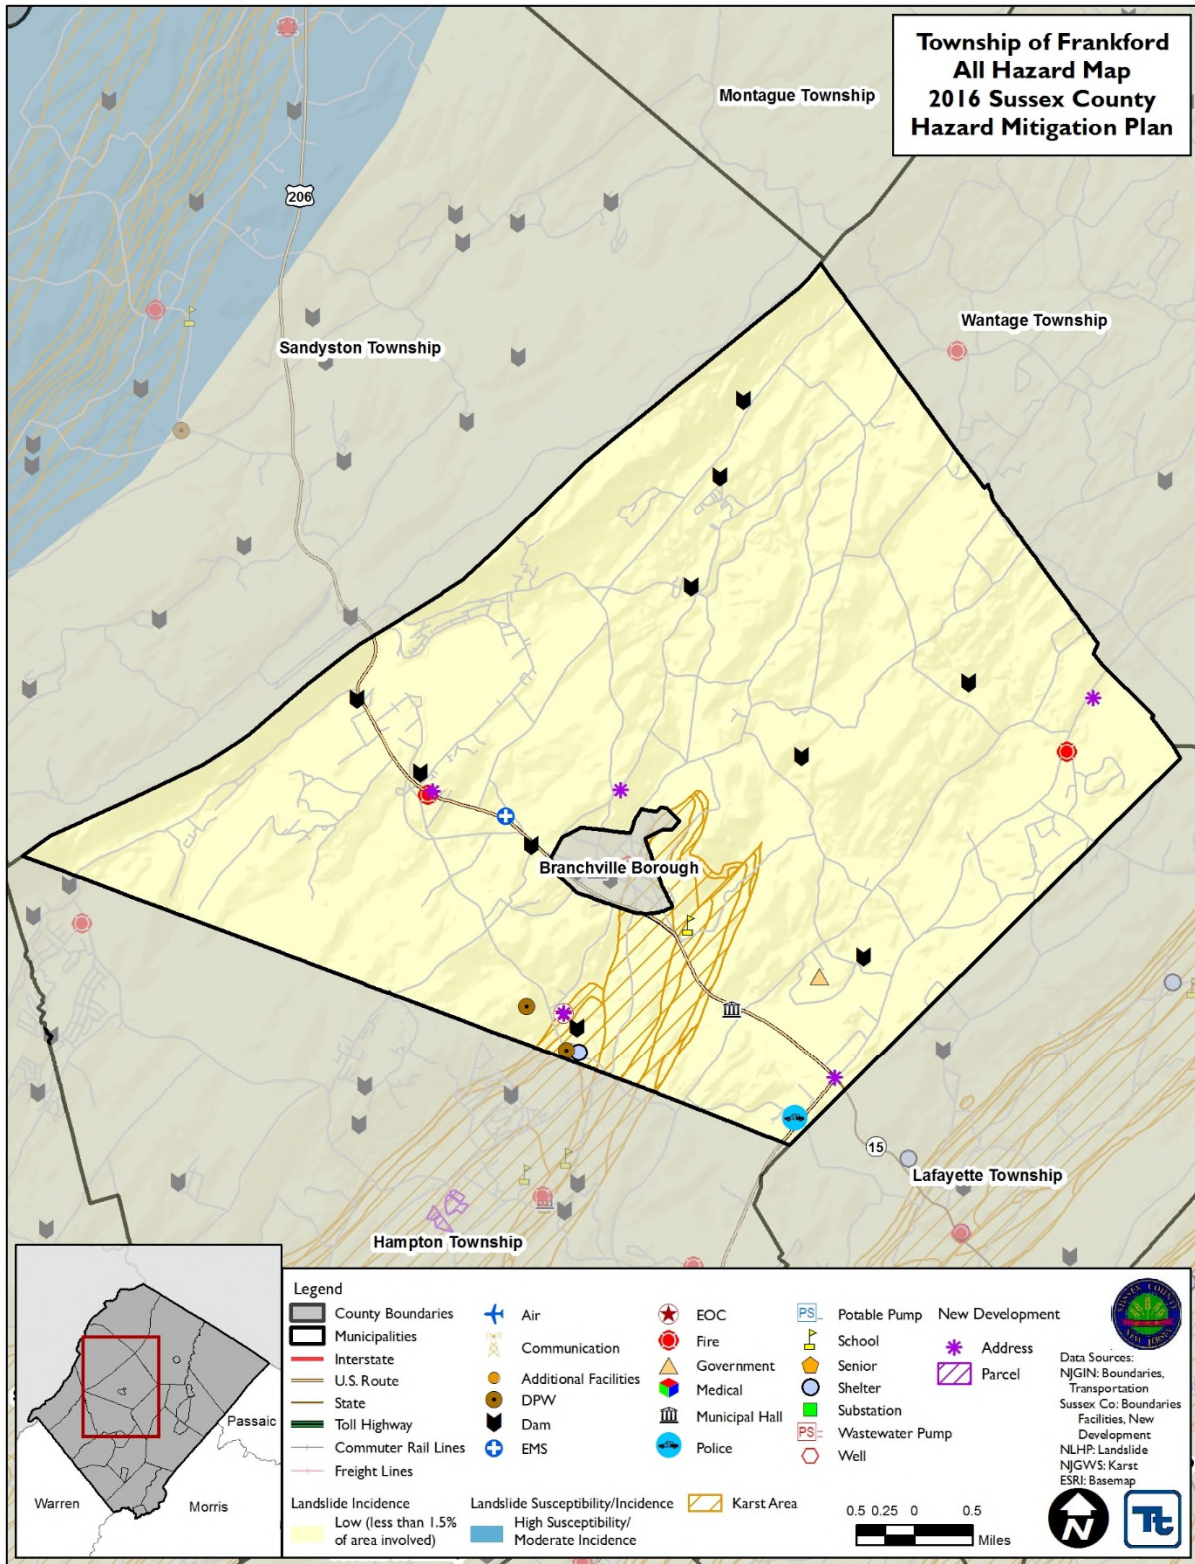 Township of Frankford
All Hazard Map
2016 Sussex County
Hazard Mitigation Plan
Montague Township
206
Wantage Township
Sandyston Township
Branchville Borough
15
Lafayette Township
Hampton Township
Legend
County Boundaries
Municipalities
Interstate
U.S. Route
State
Toll Highway
Commuter Rail Lines
Freight Lines
Air
Communication
Additional Facilities
DPW
Dam
EMS
EOC
Fire
Government
Medical
Municipal Hall
Police
PS
Potable Pump
School
Senior
Shelter
Substation
PS
Wastewater Pump
Well
New Development
Address
Parcel
SUSSEX COUNTY
NEW JERSEY
Data Sources:
NJGIN: Boundaries,
Transportation
Sussex Co: Boundaries
Facilities, New
Development
NLHP: Landslide
NJGWS: Karst
ESRI: Basemap
Landslide Incidence
Low (less than 1.5%
of area involved)
Landslide Susceptibility/Incidence
High Susceptibility/
Moderate Incidence
Karst Area
0.5 0.25 0 0.5
Miles
N
Tt
Passaic
Warren
Morris